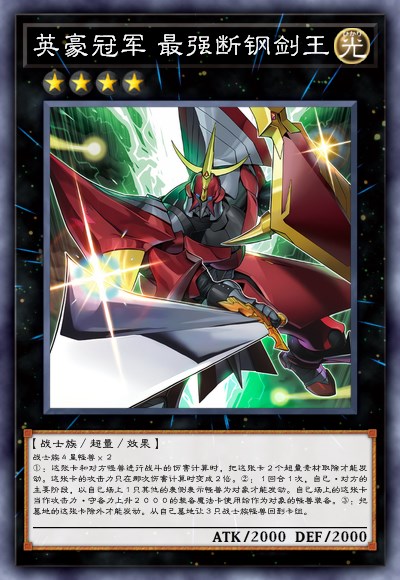 英豪冠军 最强断钢剑王
光
【战士族／超量／效果】
战士族4星怪兽×2
①：这张卡和对方怪兽进行战斗的伤害计算时，把这张卡2个超量素材取除才能发
动。这张卡的攻击力只在那次伤害计算时变成2倍。②：1回合1次，自己·对方的
主要阶段，以自己场上1只其他的表侧表示怪兽为对象才能发动。自己场上的这张卡
当作攻击力·守备力上升2000的装备魔法卡使用给作为对象的怪兽装备。③：把
墓地的这张卡除外才能发动。从自己墓地让3只战士族怪兽回到卡组。
ATK/2000 DEF/2000